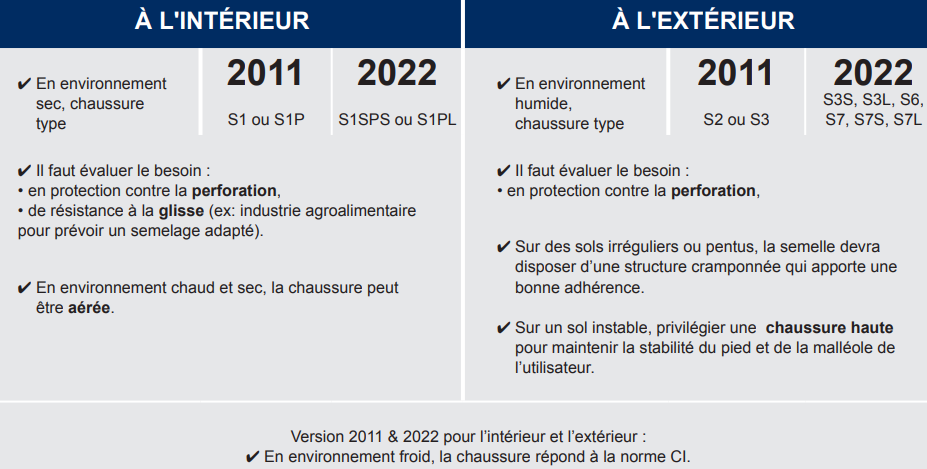 À L'INTÉRIEUR
✔ En environnement
sec, chaussure
type
2011
S1 ou S1P
2022
S1SPS ou S1PL
✔ Il faut évaluer le besoin :
• en protection contre la perforation,
• de résistance à la glisse (ex: industrie agroalimentaire
pour prévoir un semelage adapté).
✔ En environnement chaud et sec, la chaussure peut
être aérée.
À L'EXTÉRIEUR
✔ En environnement
humide,
chaussure type
2011
S2 ou S3
2022
S3S, S3L, S6,
S7, S7S, S7L
✔ Il faut évaluer le besoin :
• en protection contre la perforation,
✔ Sur des sols irréguliers ou pentus, la semelle devra
disposer d’une structure cramponnée qui apporte une
bonne adhérence.
✔ Sur un sol instable, privilégier une chaussure haute
pour maintenir la stabilité du pied et de la malléole de
l’utilisateur.
Version 2011 & 2022 pour l’intérieur et l’extérieur :
✔ En environnement froid, la chaussure répond à la norme CI.